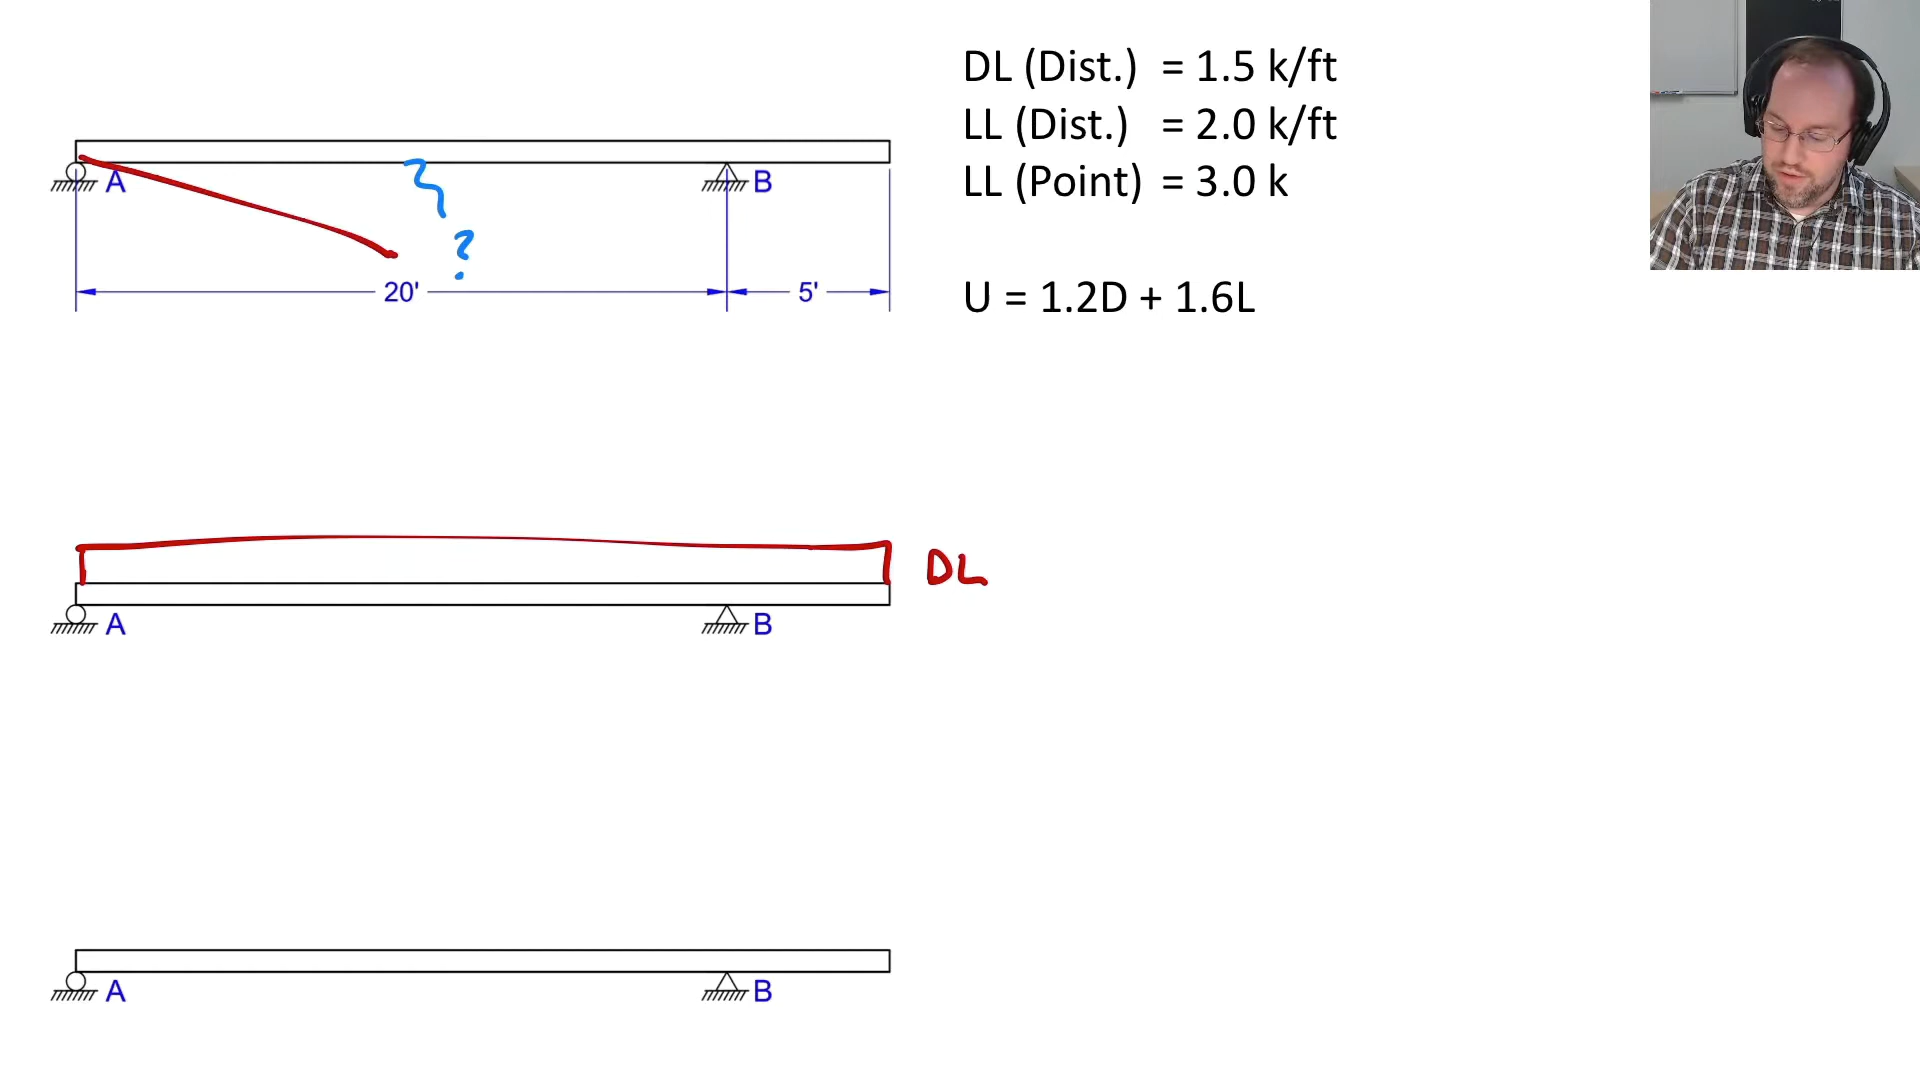 DL (Dist.) = 1.5 k/ft
LL (Dist.) = 2.0 k/ft
LL (Point) = 3.0 k
U = 1.2D + 1.6L
A
B
?
20'
5'
DL
A
B
A
B